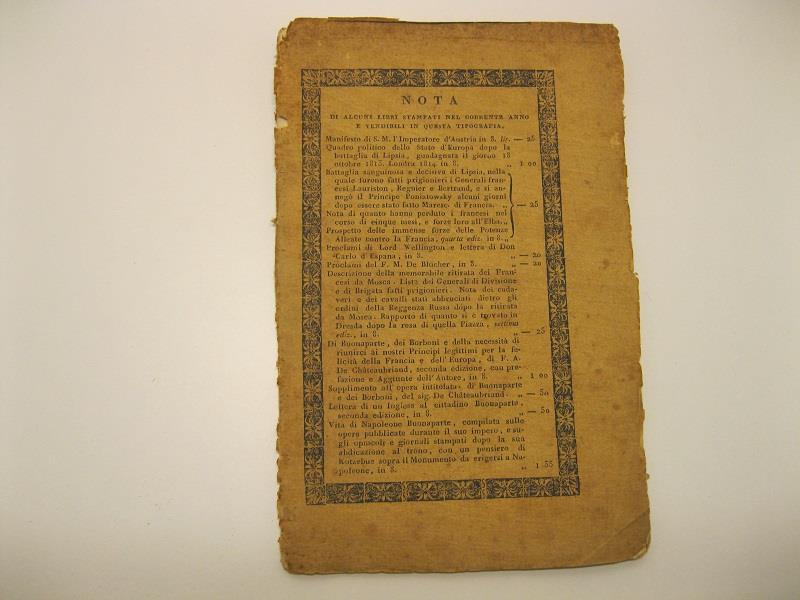 NOTA
DI ALCUNI LIBRI STAMPATI NEL CORRENTE ANNO
E VENDIBILI IN QUESTA TIPOGRAFIA.
Manifesto di S. M. l'Imperatore d'Austria in 8. lir. — 25
Quadro politico dello Stato d'Europa dopo la
battaglia di Lipsia, guadagnata il giorno 18
ottobre 1813. Londra 1814. in 8. „ 1 00
Battaglia sanguinosa e decisiva di Lipsia, nella
quale furono fatti prigionieri i Generali fran-
cesi Lauriston, Regnier e Bertrand, e si an-
negò il Principe Poniatowsky alcuni giorni
dopo essere stato fatto Maresc. di Francia. „ — 25
Nota di quanto hanno perduto i francesi nel
corso di cinque mesi, e forze loro all'Elba. „
Prospetto delle immense forze delle Potenze
Alleate contro la Francia, quarta ediz. in 8. „
Proclami di Lord Wellington e lettera di Don
Carlo d'Espana, in 8. „ — 20
Proclami del F. M. De Blücher, in 8. „ — 20
Descrizione della memorabile ritirata dei Fran-
cesi da Mosca. Lista dei Generali di Divisione
e di Brigata fatti prigionieri. Nota dei cada-
veri e dei cavalli stati abbruciati dietro gli
ordini della Reggenza Russa dopo la ritirata
da Mosca. Rapporto di quanto si è trovato in
Dresda dopo la resa di quella Piazza, settima
ediz., in 8. „ — 25
Di Buonaparte, dei Borboni e della necessità di
riunirci ai nostri Principi legittimi per la fe-
licità della Francia e dell'Europa, di F. A.
De Châteaubriand, seconda edizione, con pre-
fazione e Aggiunte dell'Autore, in 8. „ 1 00
Supplimento all'opera intitolata: di Buonaparte
e dei Borboni, del sig. De Châteaubriand. „ — 50
Lettera di un Inglese al cittadino Buonaparte,
seconda edizione, in 8. „ — 50
Vita di Napoleone Buonaparte, compilata sulle
opere pubblicate durante il suo impero, e su-
gli opuscoli e giornali stampati dopo la sua
abdicazione al trono, con un pensiero di
Kotzebue sopra il Monumento da erigersi a Na-
poleone, in 8. „ 1 55